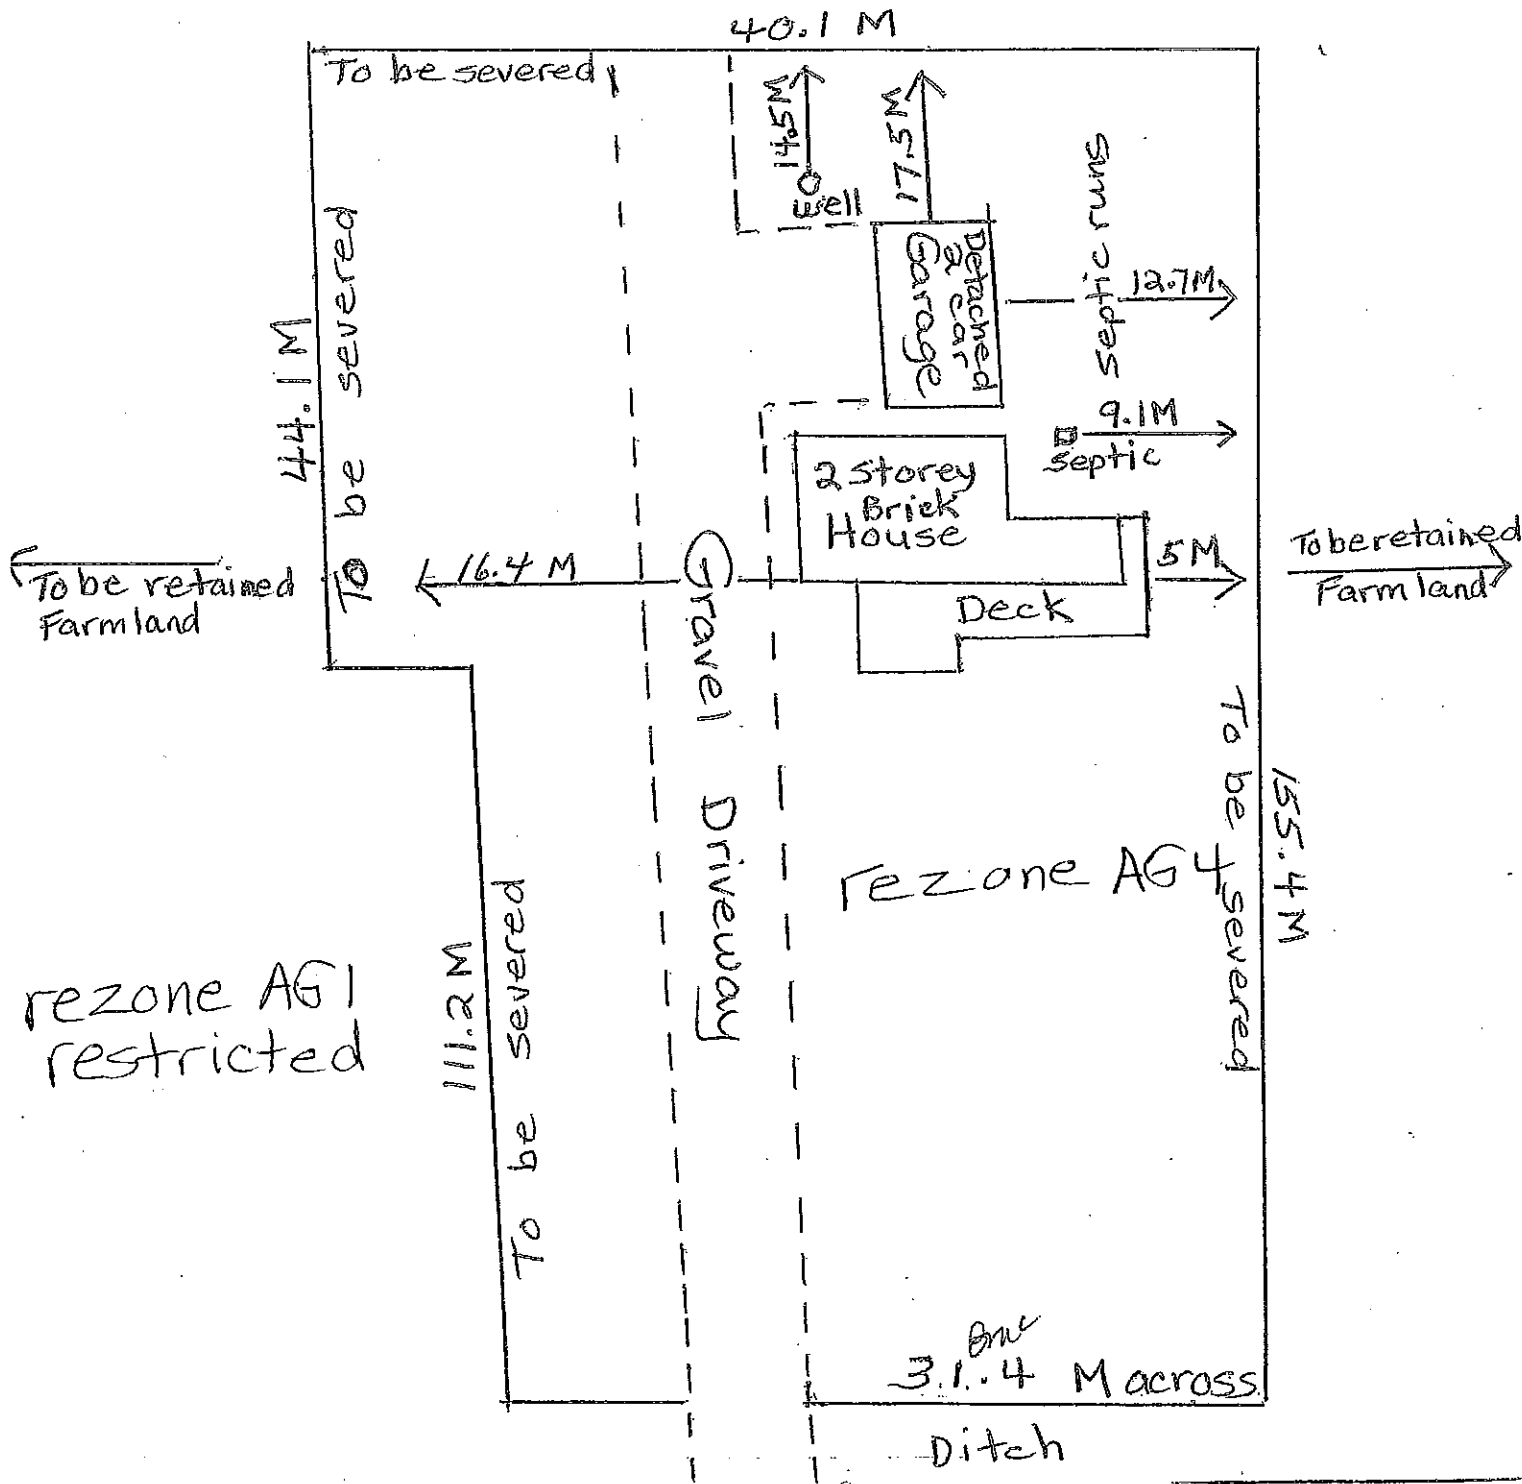 40.1 M
To be severed
14.5M
well
17.5M
Detached
2 car
Garage
septic runs
12.7M.
9.1M
septic
44.1 M
To be severed
2 Storey
Brick
House
16.4 M
5 M
Deck
To be retained
Farmland
To be retained
Farmland
Gravel Driveway
To be severed
155.4 M
rezone AG4
111.2 M
To be severed
rezone AG1
restricted
31.4 M across
Ditch